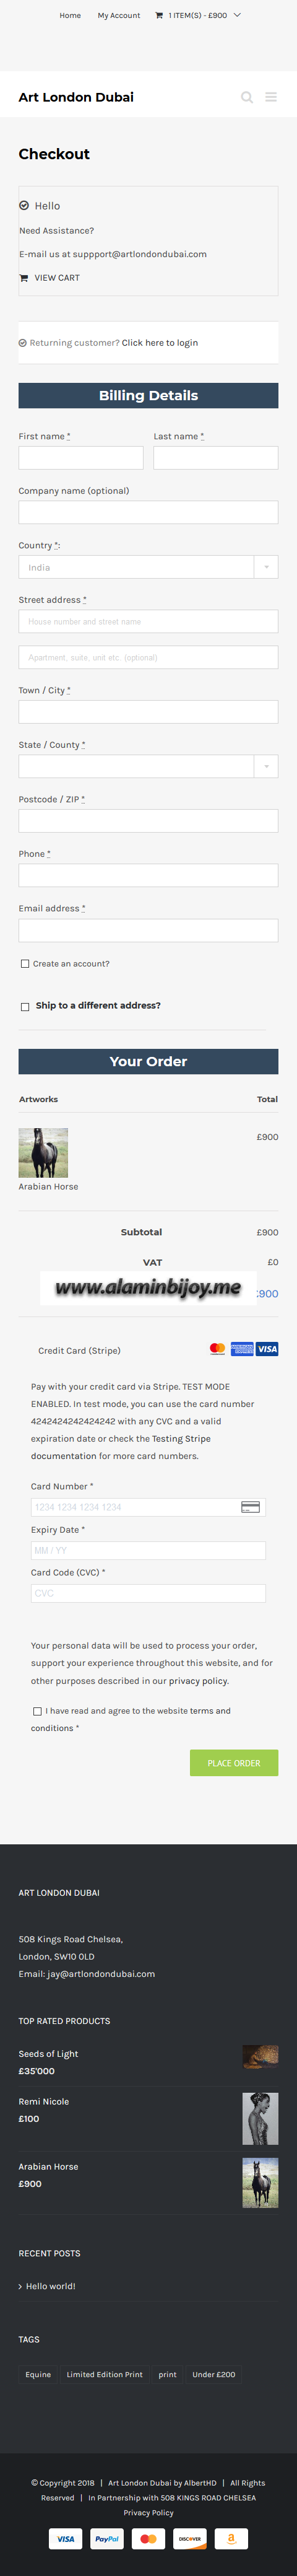 Home My Account 1 ITEM(S) - £900
Art London Dubai
Checkout
Hello
Need Assistance?
E-mail us at suppport@artlondondubai.com
VIEW CART
Returning customer? Click here to login
Billing Details
First name * Last name *
Company name (optional)
Country *:
India
Street address *
House number and street name
Apartment, suite, unit etc. (optional)
Town / City *
State / County *
Postcode / ZIP *
Phone *
Email address *
Create an account?
Ship to a different address?
Your Order
Artworks Total
£900
Arabian Horse
Subtotal £900
VAT £0
www.alaminbijoy.me £900
Credit Card (Stripe) VISA
Pay with your credit card via Stripe. TEST MODE
ENABLED. In test mode, you can use the card number
4242424242424242 with any CVC and a valid
expiration date or check the Testing Stripe
documentation for more card numbers.
Card Number *
1234 1234 1234 1234
Expiry Date *
MM / YY
Card Code (CVC) *
CVC
Your personal data will be used to process your order,
support your experience throughout this website, and for
other purposes described in our privacy policy.
I have read and agree to the website terms and
conditions *
PLACE ORDER
ART LONDON DUBAI
508 Kings Road Chelsea,
London, SW10 0LD
Email: jay@artlondondubai.com
TOP RATED PRODUCTS
Seeds of Light
£35'000
Remi Nicole
£100
Arabian Horse
£900
RECENT POSTS
Hello world!
TAGS
Equine Limited Edition Print print Under £200
© Copyright 2018 | Art London Dubai by AlbertHD | All Rights
Reserved | In Partnership with 508 KINGS ROAD CHELSEA
Privacy Policy
VISA PayPal mastercard DISCOVER a